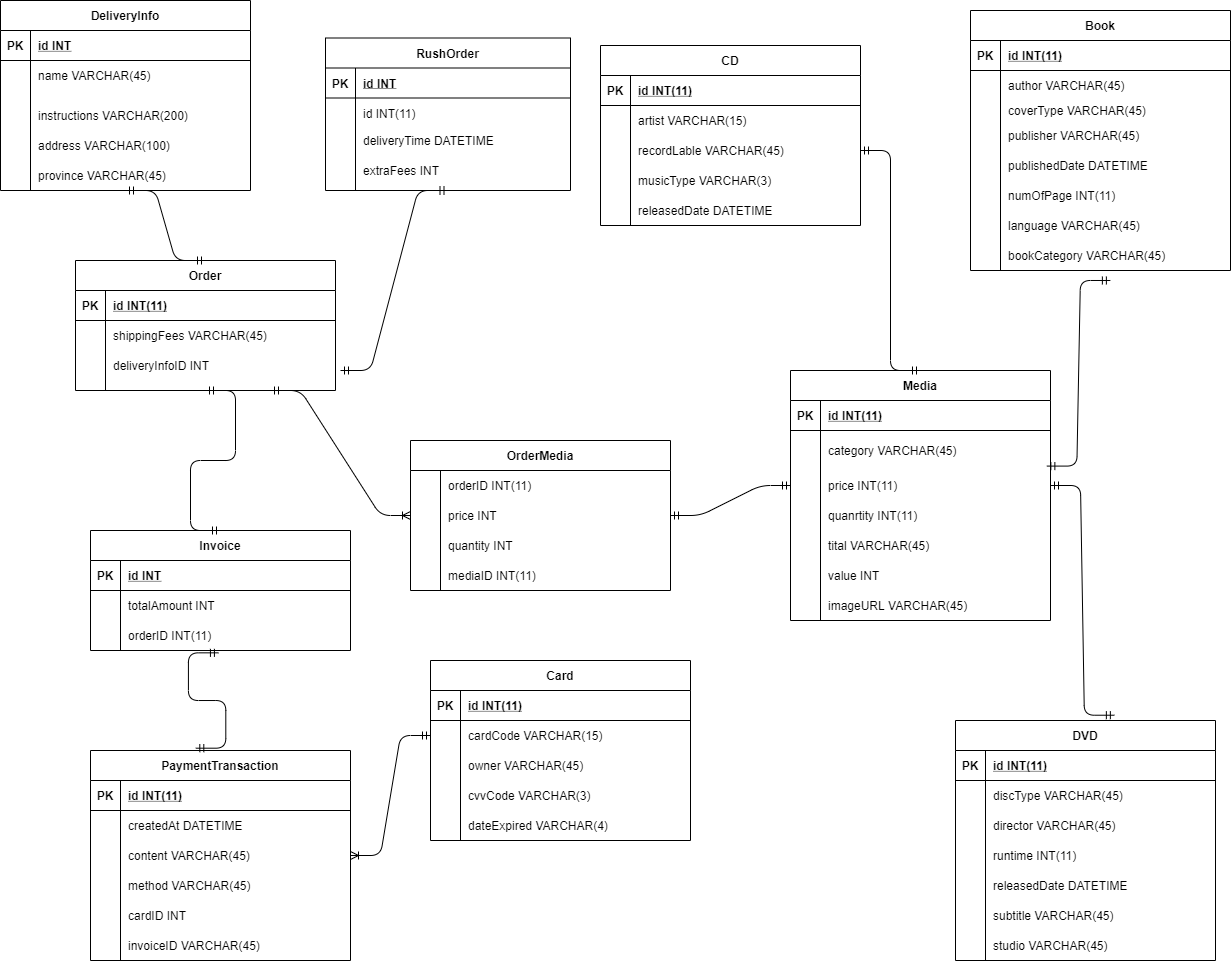 DeliveryInfo
PK id INT
name VARCHAR(45)
instructions VARCHAR(200)
address VARCHAR(100)
province VARCHAR(45)
RushOrder
PK id INT
id INT(11)
deliveryTime DATETIME
extraFees INT
CD
PK id INT(11)
artist VARCHAR(15)
recordLable VARCHAR(45)
musicType VARCHAR(3)
releasedDate DATETIME
Book
PK id INT(11)
author VARCHAR(45)
coverType VARCHAR(45)
publisher VARCHAR(45)
publishedDate DATETIME
numOfPage INT(11)
language VARCHAR(45)
bookCategory VARCHAR(45)
Order
PK id INT(11)
shippingFees VARCHAR(45)
deliveryInfoID INT
Media
PK id INT(11)
category VARCHAR(45)
price INT(11)
quanrtity INT(11)
tital VARCHAR(45)
value INT
imageURL VARCHAR(45)
OrderMedia
orderID INT(11)
price INT
quantity INT
mediaID INT(11)
Invoice
PK id INT
totalAmount INT
orderID INT(11)
Card
PK id INT(11)
cardCode VARCHAR(15)
owner VARCHAR(45)
cvvCode VARCHAR(3)
dateExpired VARCHAR(4)
PaymentTransaction
PK id INT(11)
createdAt DATETIME
content VARCHAR(45)
method VARCHAR(45)
cardID INT
invoiceID VARCHAR(45)
DVD
PK id INT(11)
discType VARCHAR(45)
director VARCHAR(45)
runtime INT(11)
releasedDate DATETIME
subtitle VARCHAR(45)
studio VARCHAR(45)